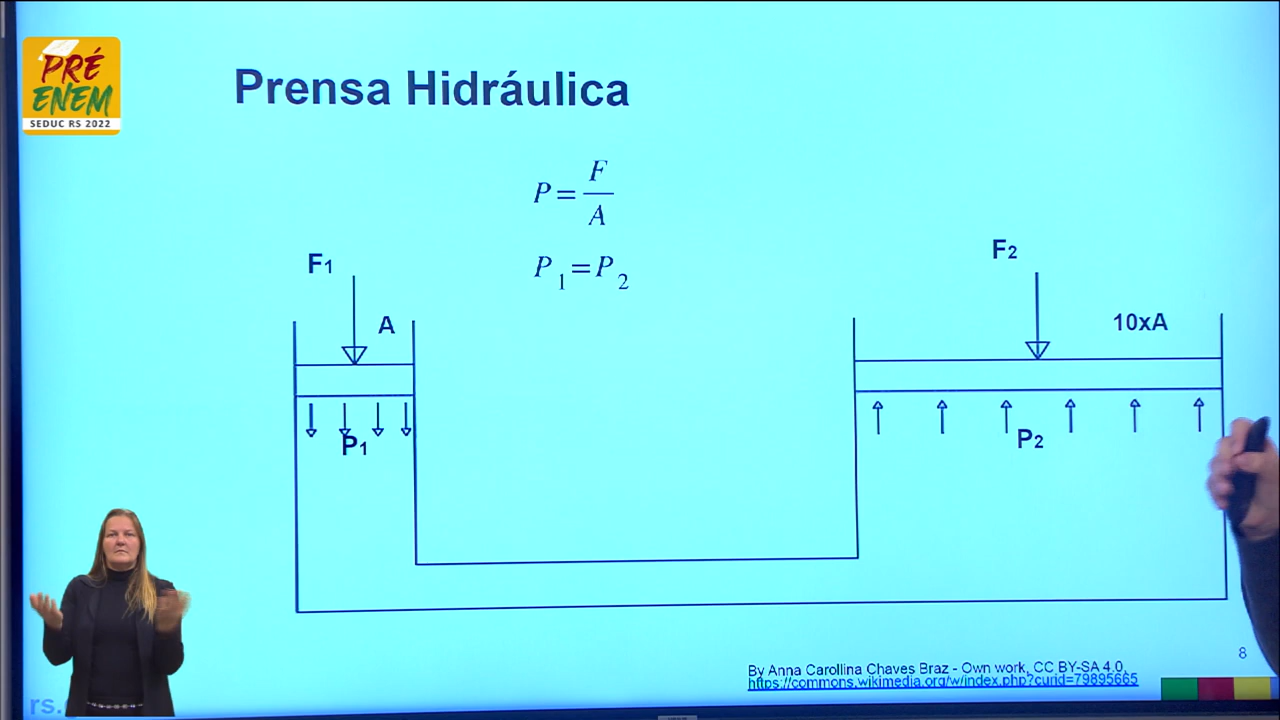 PRÉ
ENEM
SEDUC RS 2022
Prensa Hidráulica
P = F / A
P1 = P2
F1
A
P1
F2
10xA
P2
8
By Anna Carollina Chaves Braz - Own work, CC BY-SA 4.0,
https://commons.wikimedia.org/w/index.php?curid=79895665
rs.